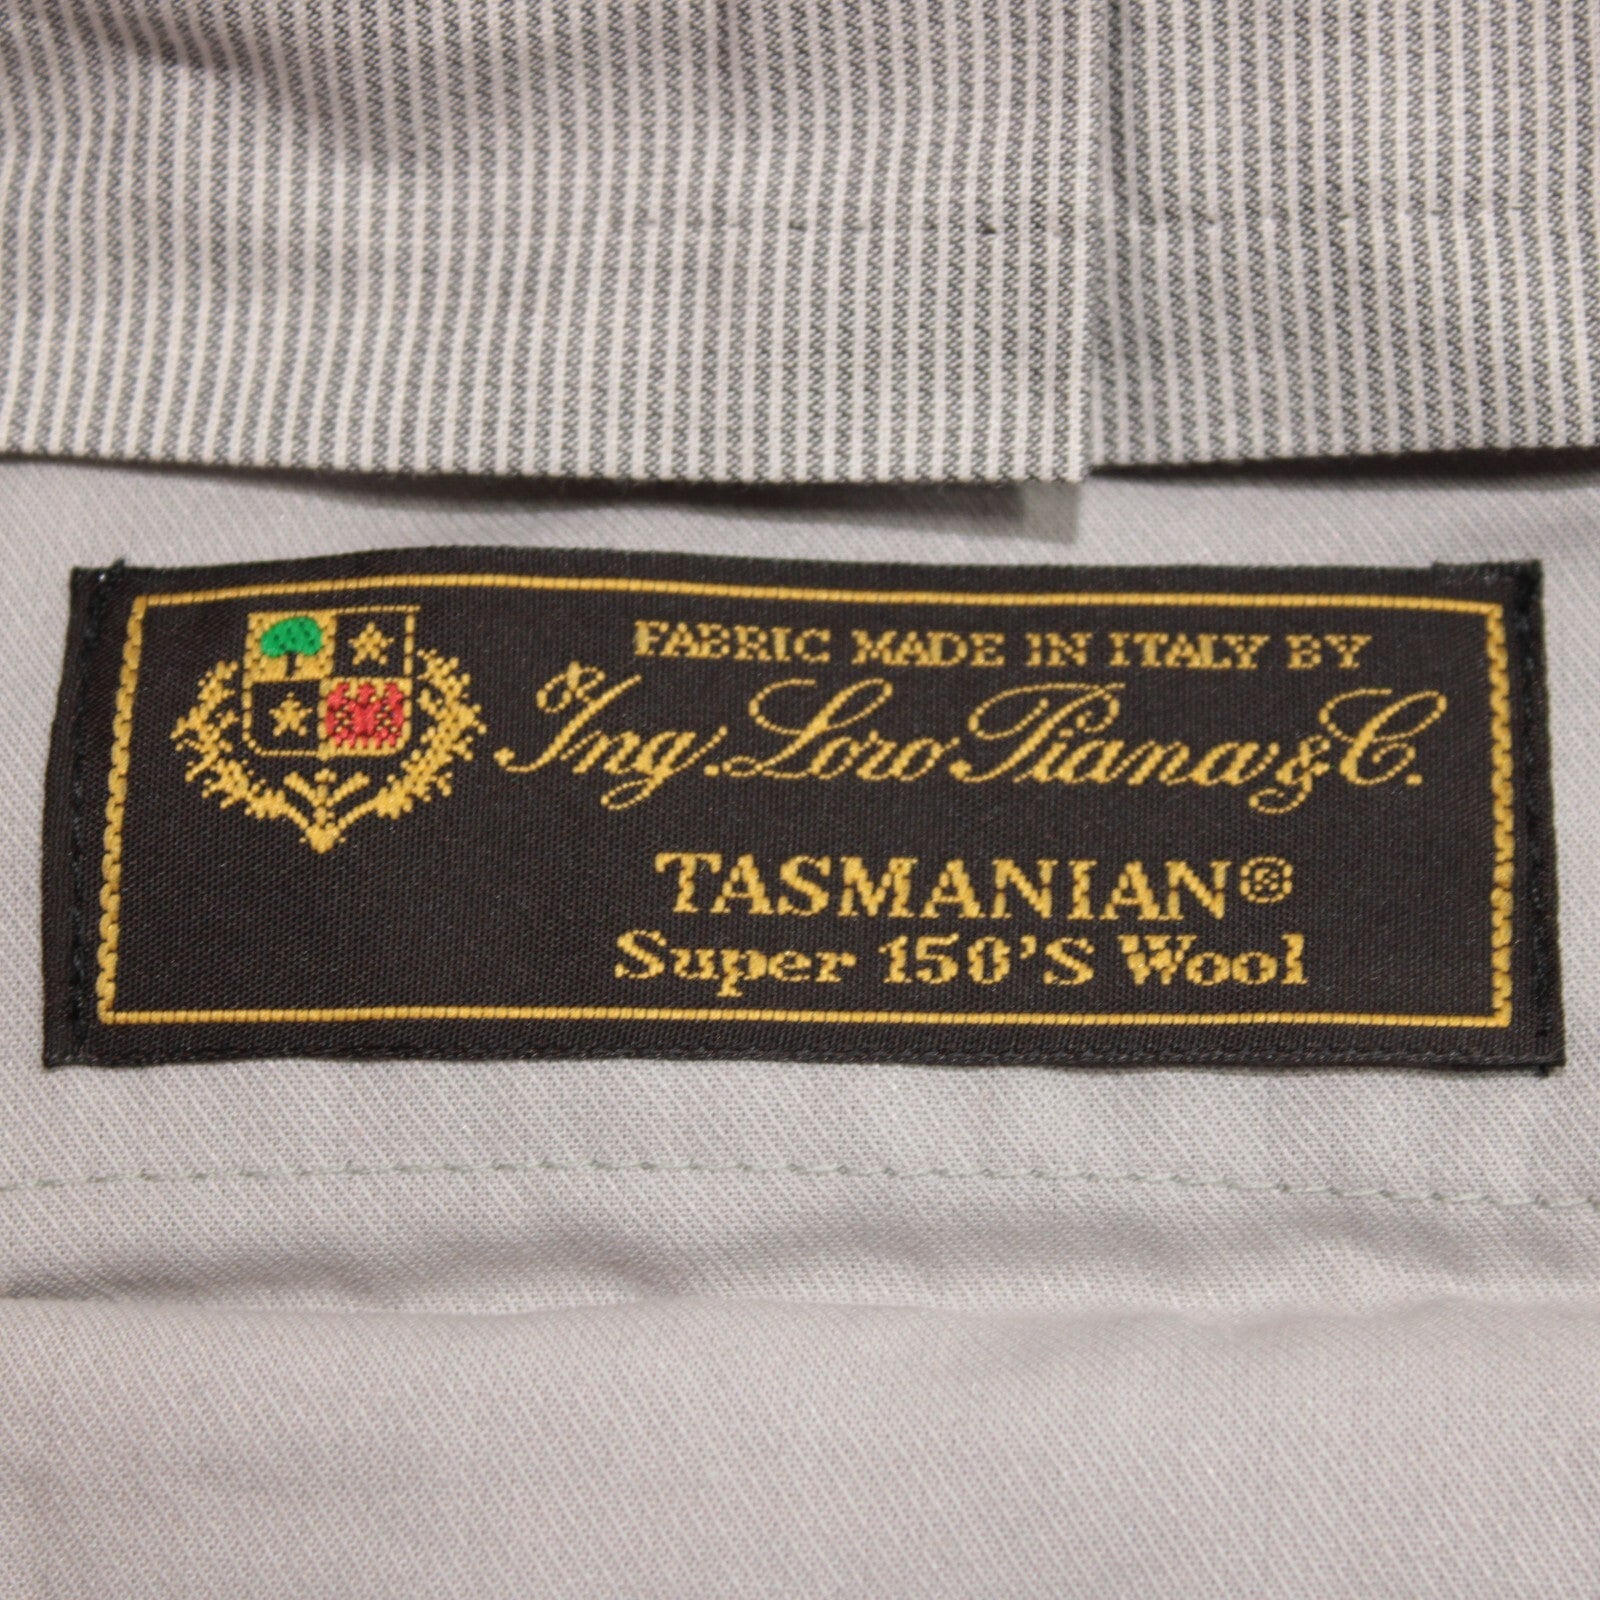 FABRIC MADE IN ITALY BY
Ing. Loro Piana & C.
TASMANIAN®
Super 150'S Wool